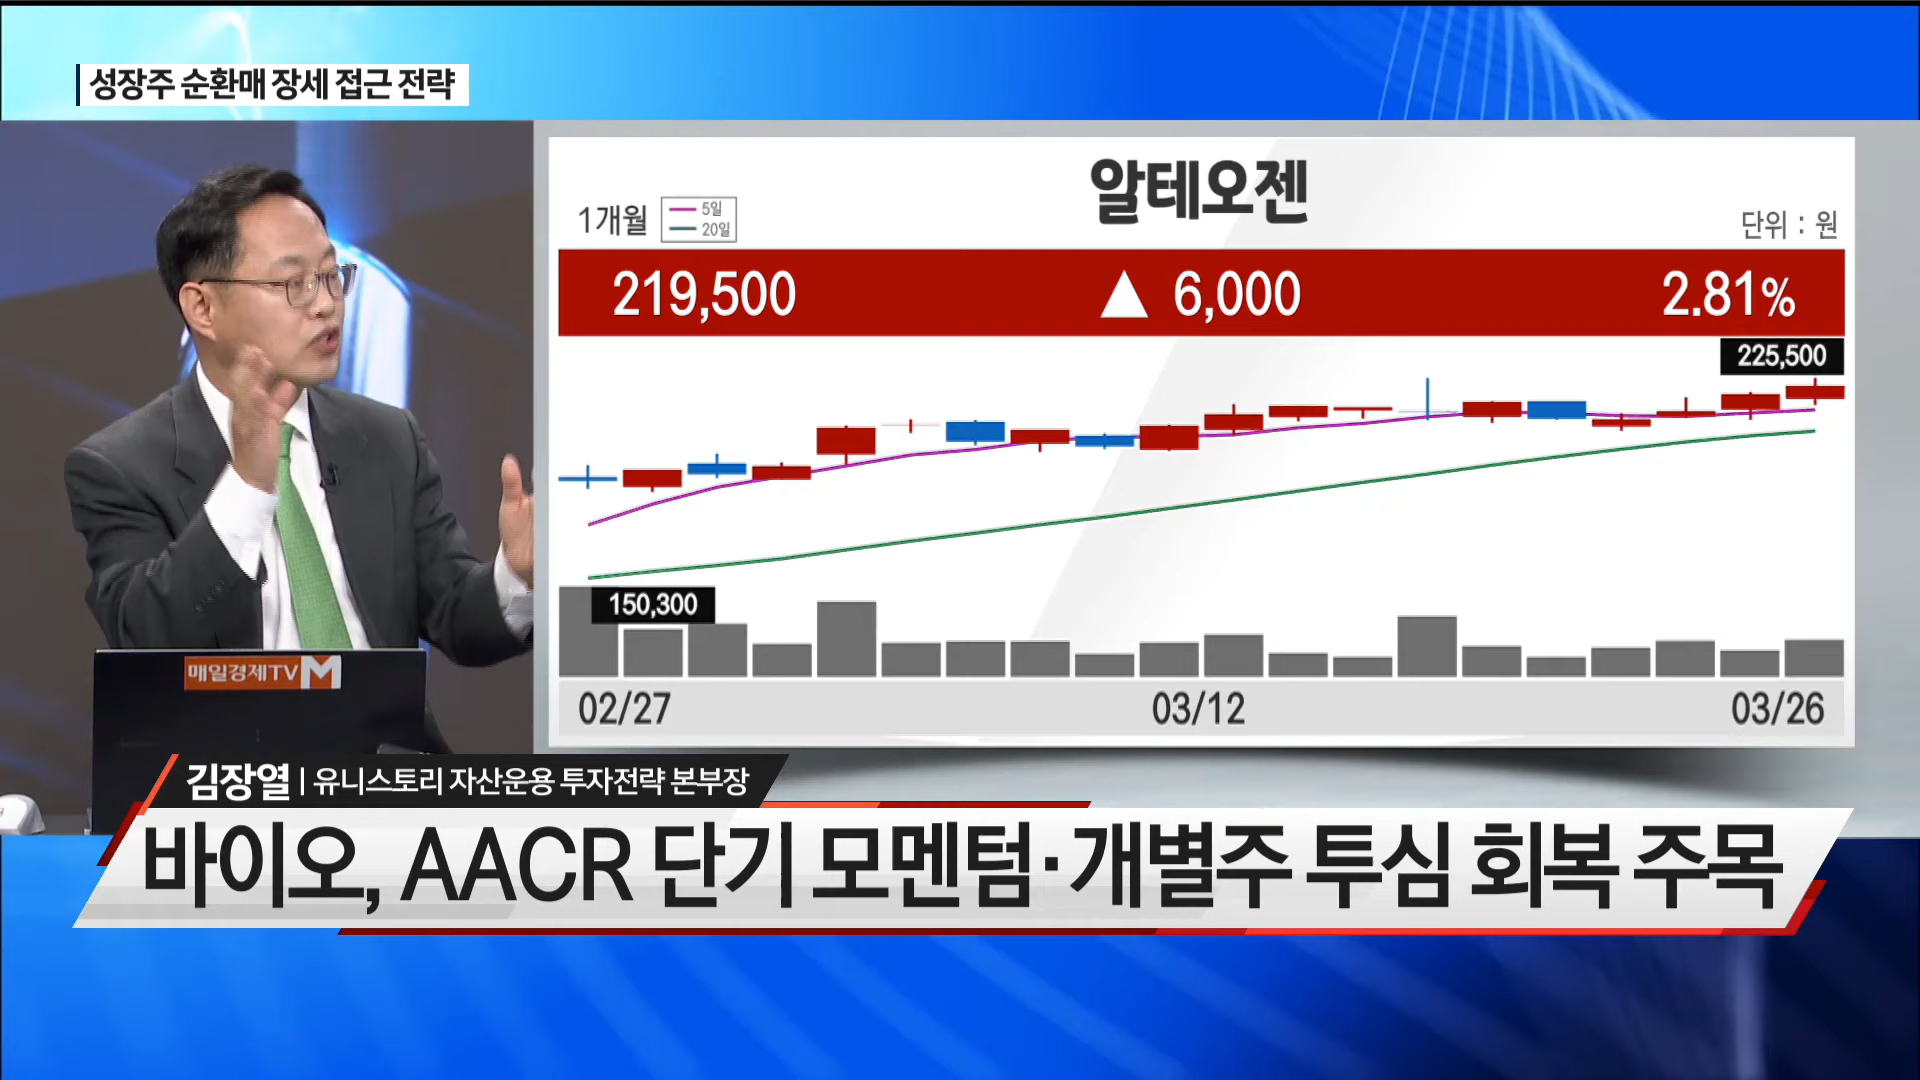 성장주 순환매 장세 접근 전략
알테오젠
1개월
5일
20일
단위 : 원
219,500 ▲ 6,000 2.81%
225,500
150,300
02/27 03/12 03/26
매일경제TV M
김장열 | 유니스토리 자산운용 투자전략 본부장
바이오, AACR 단기 모멘텀·개별주 투심 회복 주목